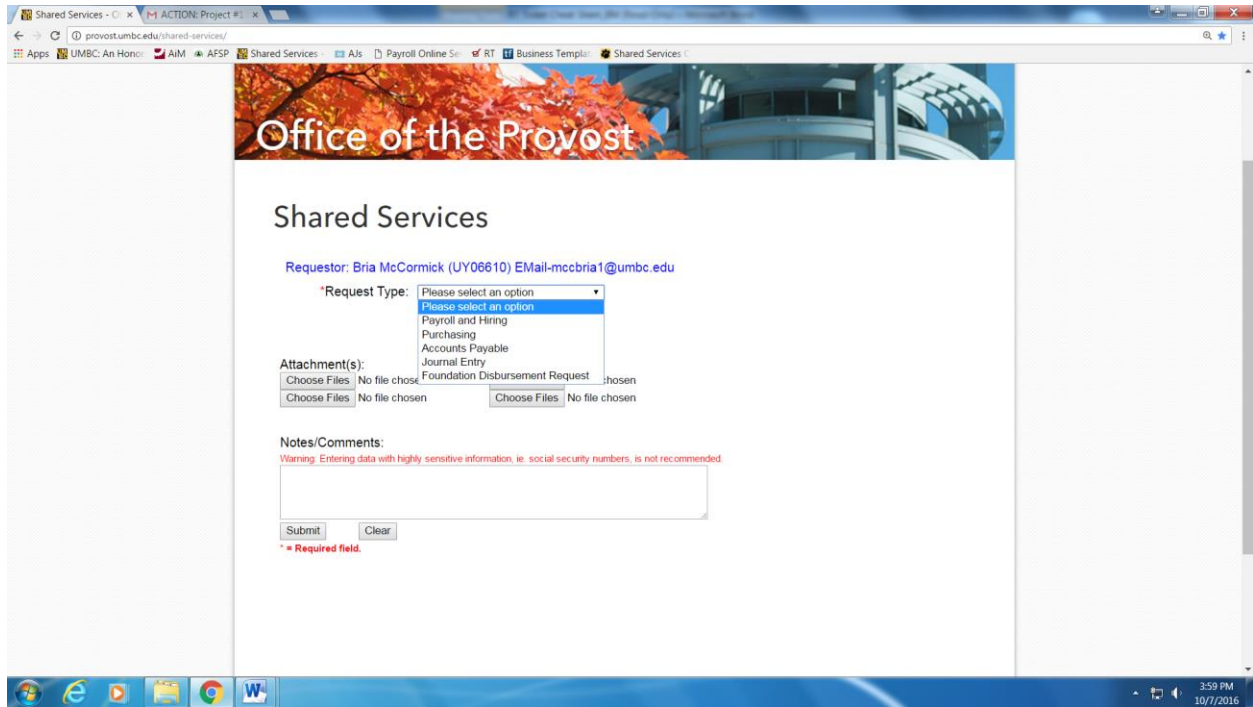 Shared Services - O
M ACTION: Project #1
provost.umbc.edu/shared-services/
Apps UMBC: An Honor AiM AFSP Shared Services - AJs Payroll Online Se RT Business Templat Shared Services C
Office of the Provost
Shared Services
Requestor: Bria McCormick (UY06610) EMail-mccbria1@umbc.edu
*Request Type: Please select an option
Please select an option
Payroll and Hiring
Purchasing
Accounts Payable
Journal Entry
Foundation Disbursement Request
Attachment(s):
Choose Files No file chose chosen
Choose Files No file chosen Choose Files No file chosen
Notes/Comments:
Warning: Entering data with highly sensitive information, ie. social security numbers, is not recommended.
Submit Clear
* = Required field.
3:59 PM
10/7/2016